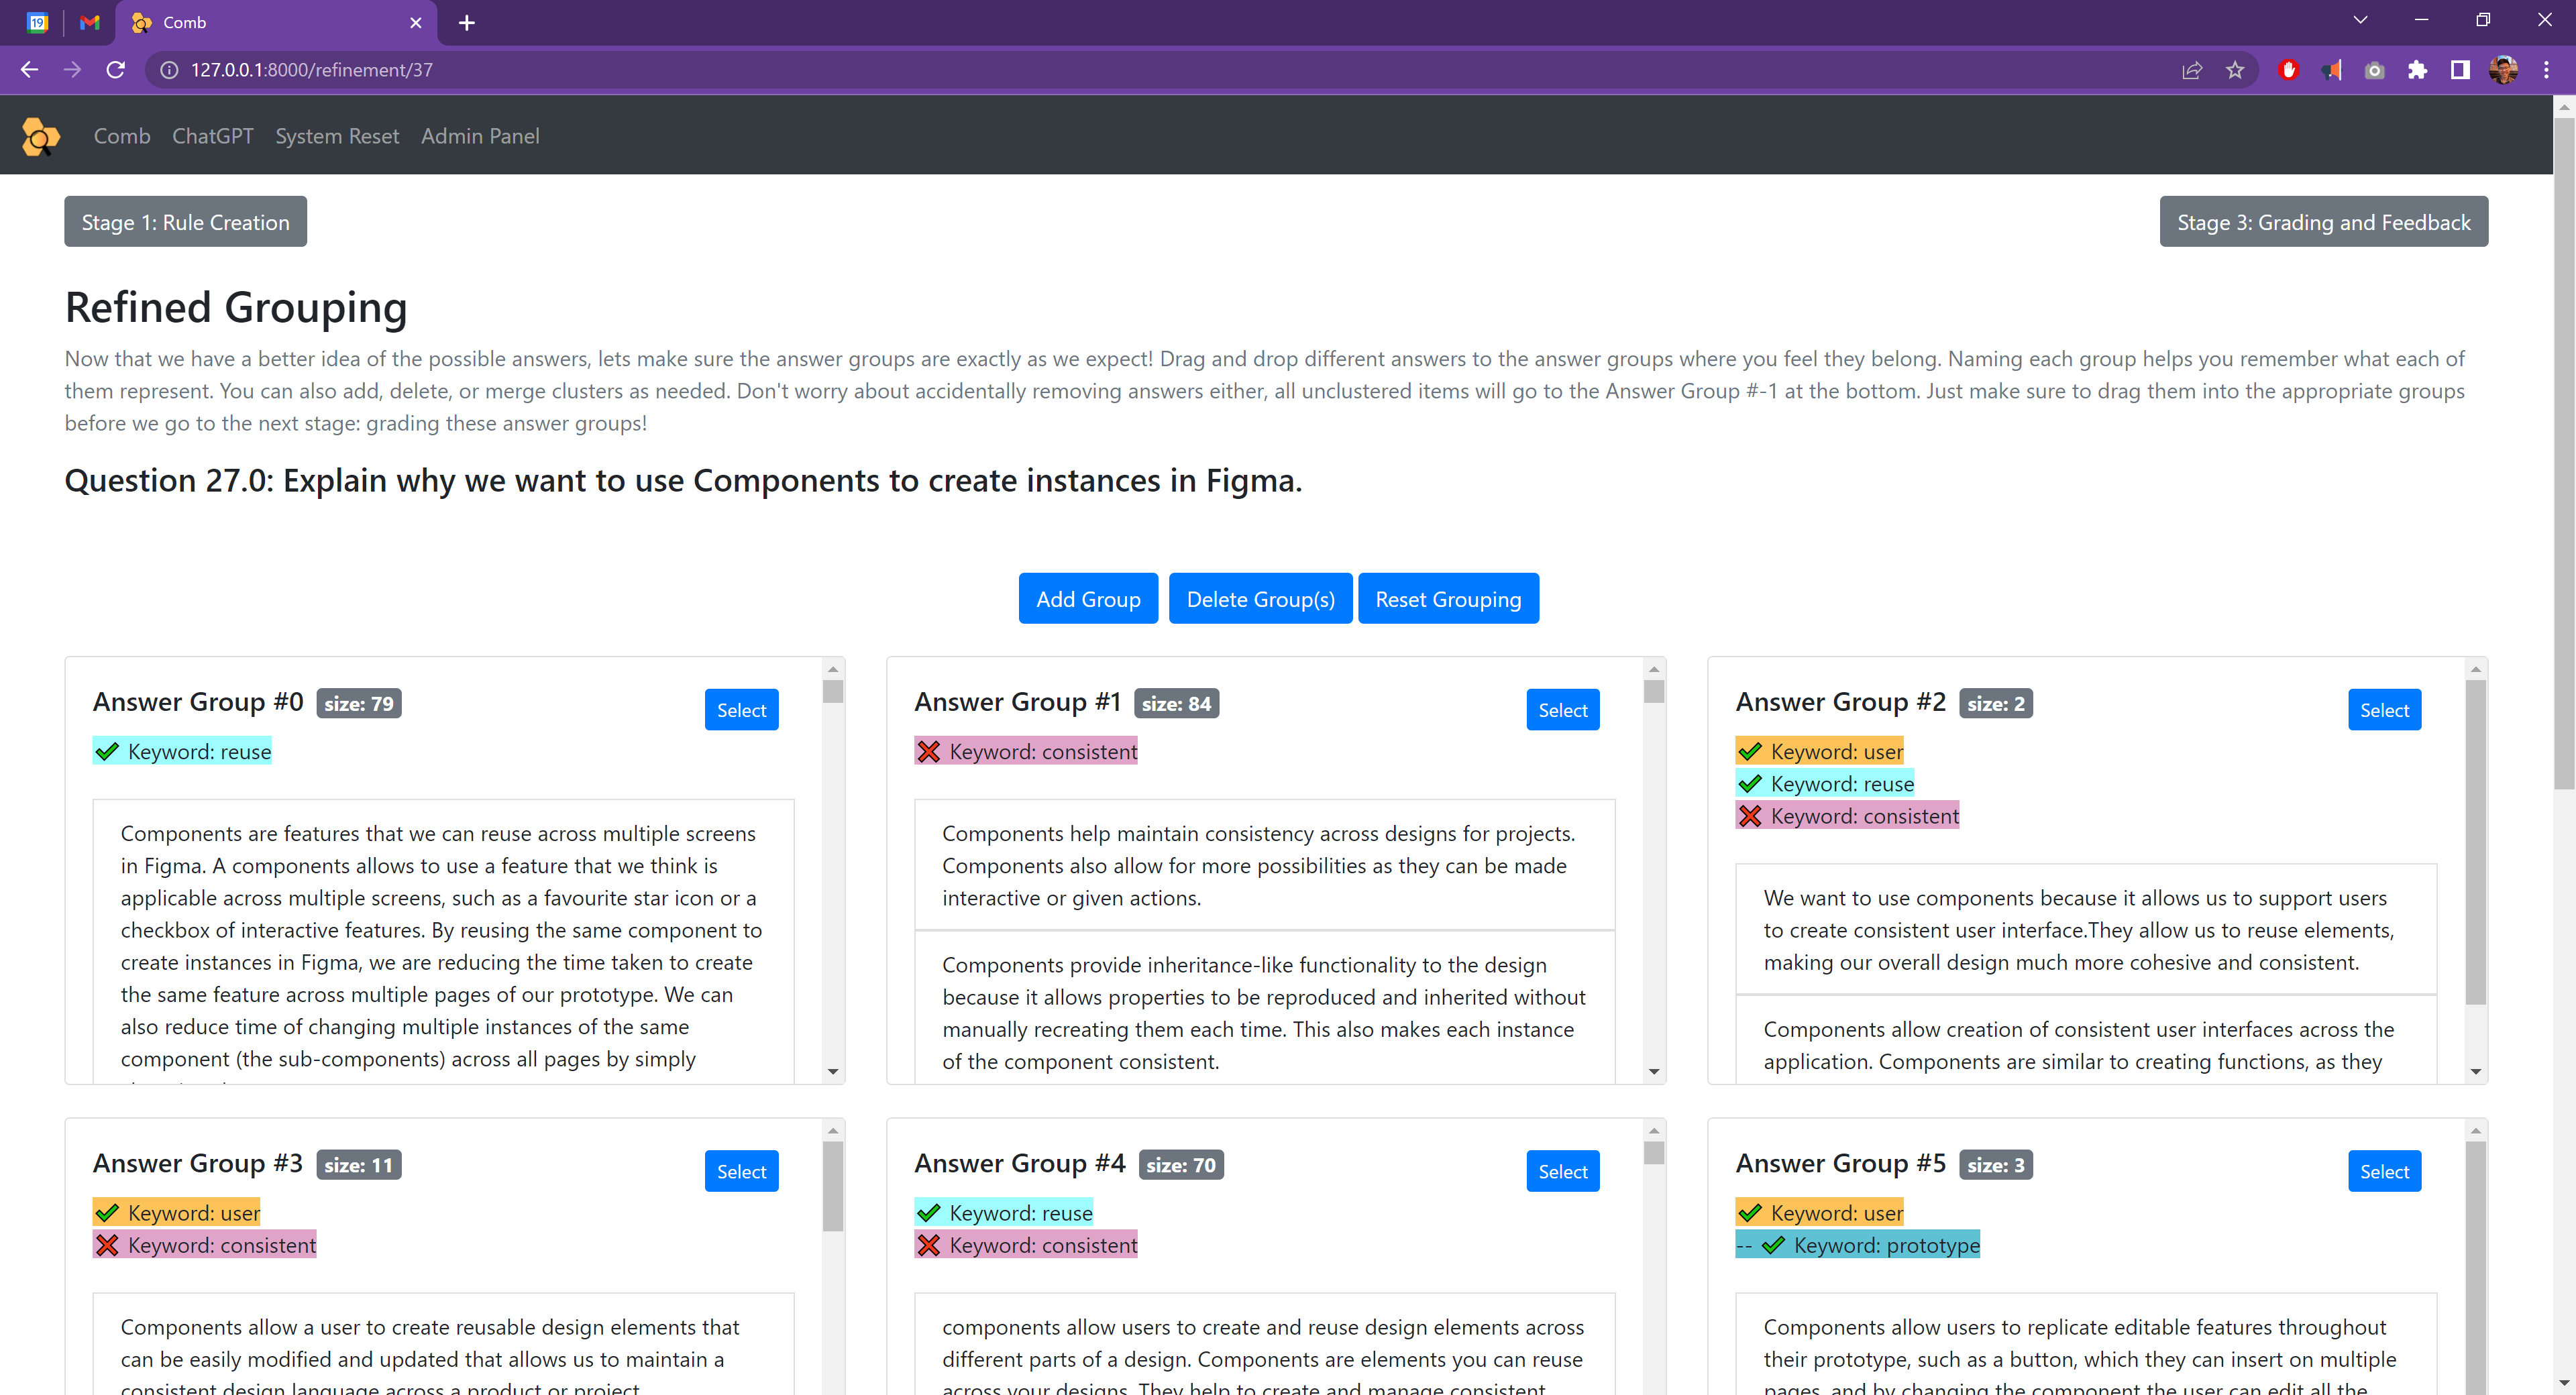 19
Comb
127.0.0.1:8000/refinement/37
Comb ChatGPT System Reset Admin Panel
Stage 1: Rule Creation
Stage 3: Grading and Feedback
Refined Grouping
Now that we have a better idea of the possible answers, lets make sure the answer groups are exactly as we expect! Drag and drop different answers to the answer groups where you feel they belong. Naming each group helps you remember what each of
them represent. You can also add, delete, or merge clusters as needed. Don't worry about accidentally removing answers either, all unclustered items will go to the Answer Group #-1 at the bottom. Just make sure to drag them into the appropriate groups
before we go to the next stage: grading these answer groups!
Question 27.0: Explain why we want to use Components to create instances in Figma.
Add Group
Delete Group(s)
Reset Grouping
Answer Group #0 size: 79
Select
Keyword: reuse
Components are features that we can reuse across multiple screens
in Figma. A components allows to use a feature that we think is
applicable across multiple screens, such as a favourite star icon or a
checkbox of interactive features. By reusing the same component to
create instances in Figma, we are reducing the time taken to create
the same feature across multiple pages of our prototype. We can
also reduce time of changing multiple instances of the same
component (the sub-components) across all pages by simply
Answer Group #1 size: 84
Select
Keyword: consistent
Components help maintain consistency across designs for projects.
Components also allow for more possibilities as they can be made
interactive or given actions.
Components provide inheritance-like functionality to the design
because it allows properties to be reproduced and inherited without
manually recreating them each time. This also makes each instance
of the component consistent.
Answer Group #2 size: 2
Select
Keyword: user
Keyword: reuse
Keyword: consistent
We want to use components because it allows us to support users
to create consistent user interface.They allow us to reuse elements,
making our overall design much more cohesive and consistent.
Components allow creation of consistent user interfaces across the
application. Components are similar to creating functions, as they
Answer Group #3 size: 11
Select
Keyword: user
Keyword: consistent
Components allow a user to create reusable design elements that
can be easily modified and updated that allows us to maintain a
consistent design language across a product or project.
Answer Group #4 size: 70
Select
Keyword: reuse
Keyword: consistent
components allow users to create and reuse design elements across
different parts of a design. Components are elements you can reuse
across your designs. They help to create and manage consistent
Answer Group #5 size: 3
Select
Keyword: user
-- Keyword: prototype
Components allow users to replicate editable features throughout
their prototype, such as a button, which they can insert on multiple
pages, and by changing the component the user can edit all the